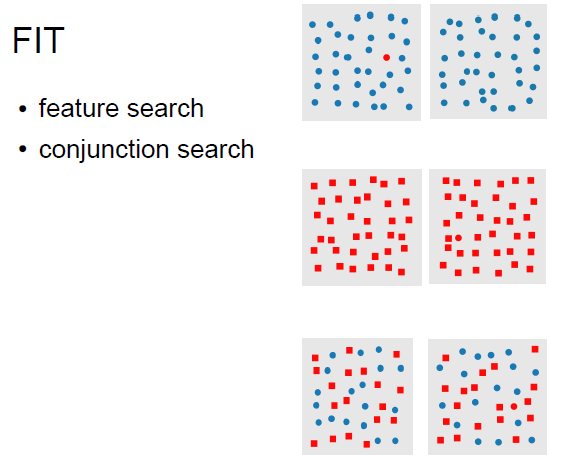 FIT
• feature search
• conjunction search